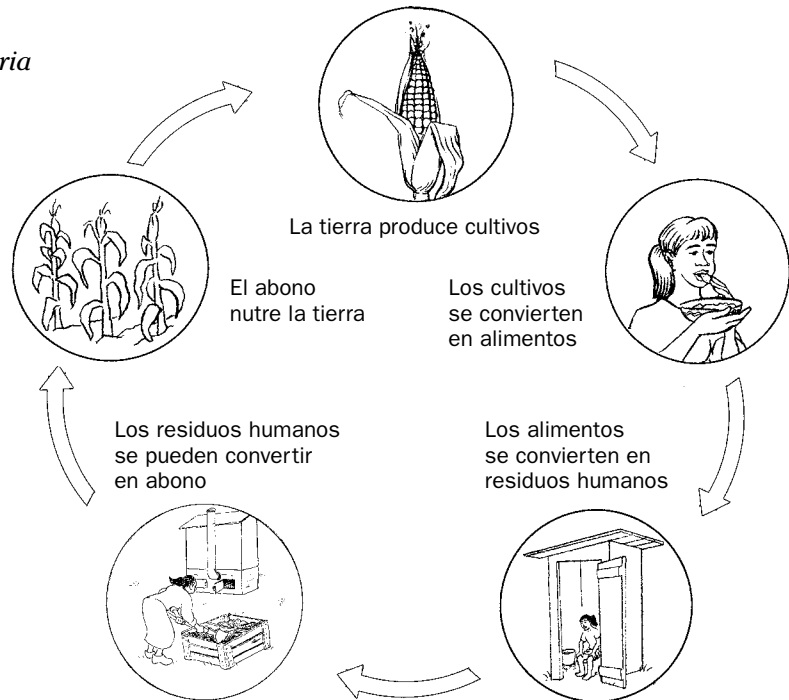 ria
La tierra produce cultivos
El abono
nutre la tierra
Los cultivos
se convierten
en alimentos
Los residuos humanos
se pueden convertir
en abono
Los alimentos
se convierten en
residuos humanos